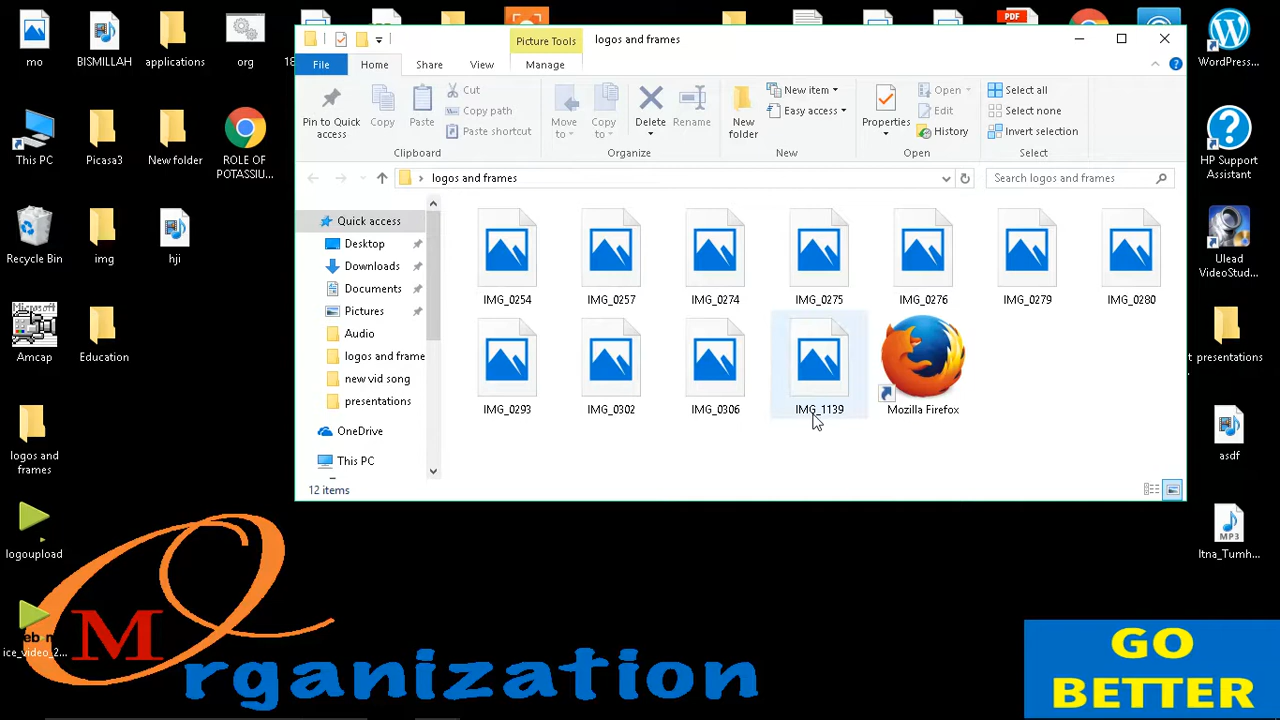 mo
BISMILLAH
applications
org
PDF
WordPress...
This PC
Picasa3
New folder
ROLE OF
POTASSIU...
HP Support
Assistant
Recycle Bin
img
hji
Ulead
VideoStud...
Microsoft
Amcap
Education
presentations
logos and
frames
asdf
logoupload
MP3
Itna_Tumh...
ice_video_2...
Picture Tools
logos and frames
File
Home
Share
View
Manage
Pin to Quick
access
Copy
Paste
Cut
Copy path
Paste shortcut
Clipboard
Move
to
Copy
to
Delete
Rename
Organize
New
folder
New item
Easy access
New
Properties
Open
Edit
History
Open
Select all
Select none
Invert selection
Select
logos and frames
Search logos and frames
Quick access
Desktop
Downloads
Documents
Pictures
Audio
logos and frame
new vid song
presentations
OneDrive
This PC
IMG_0254
IMG_0257
IMG_0274
IMG_0275
IMG_0276
IMG_0279
IMG_0280
IMG_0293
IMG_0302
IMG_0306
IMG_1139
Mozilla Firefox
12 items
M
rganization
GO
BETTER